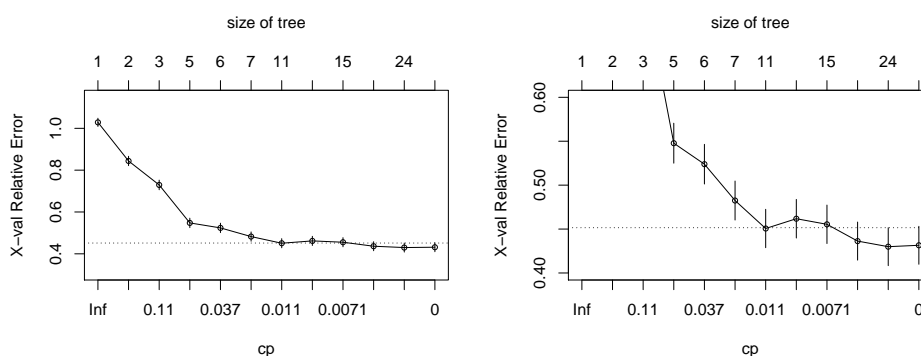 size of tree
1 2 3 5 6 7 11 15 24
X−val Relative Error
0.4 0.6 0.8 1.0
Inf 0.11 0.037 0.011 0.0071 0
cp
size of tree
1 2 3 5 6 7 11 15 24
X−val Relative Error
0.40 0.50 0.60
Inf 0.11 0.037 0.011 0.0071 0
cp